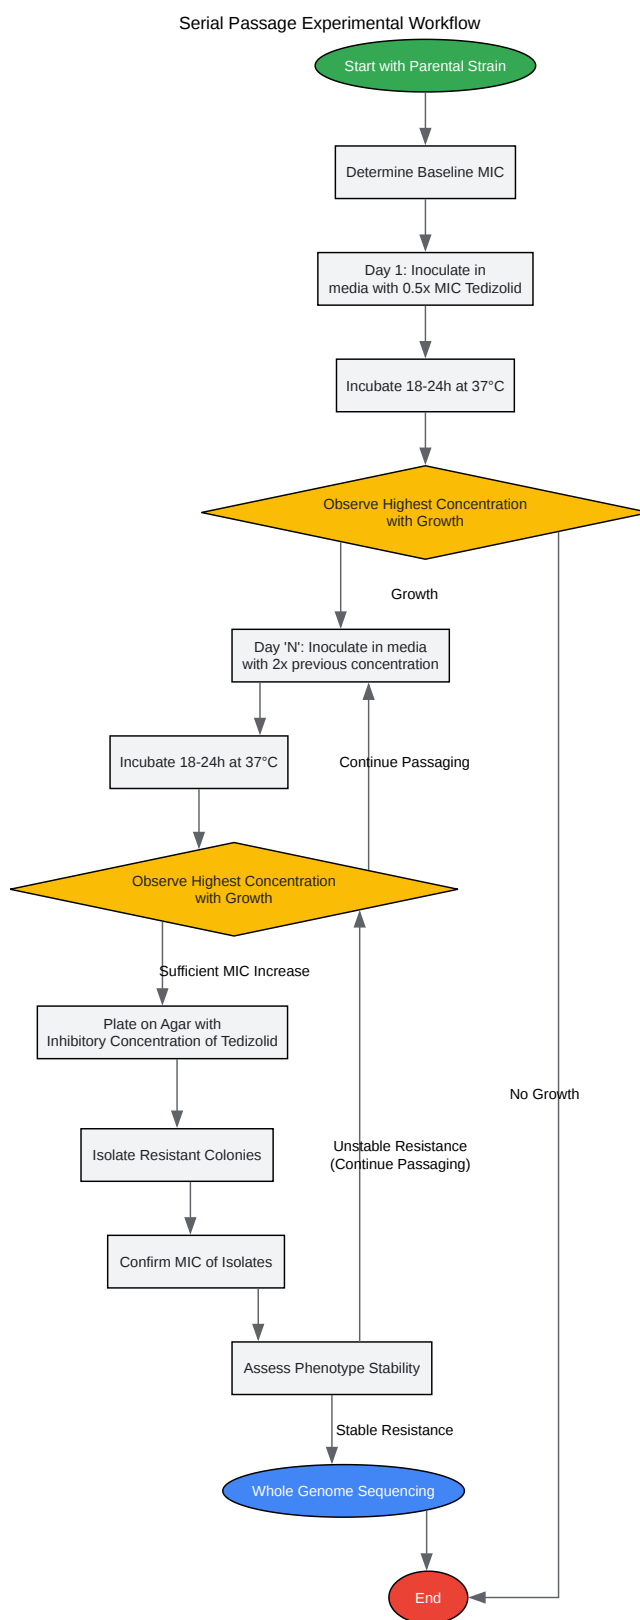 Serial Passage Experimental Workflow
Start with Parental Strain
Determine Baseline MIC
Day 1: Inoculate in
media with 0.5x MIC Tedizolid
Incubate 18-24h at 37°C
Observe Highest Concentration
with Growth
Growth
Day 'N': Inoculate in media
with 2x previous concentration
Incubate 18-24h at 37°C
Continue Passaging
Observe Highest Concentration
with Growth
Sufficient MIC Increase
Plate on Agar with
Inhibitory Concentration of Tedizolid
No Growth
Isolate Resistant Colonies
Unstable Resistance
(Continue Passaging)
Confirm MIC of Isolates
Assess Phenotype Stability
Stable Resistance
Whole Genome Sequencing
End